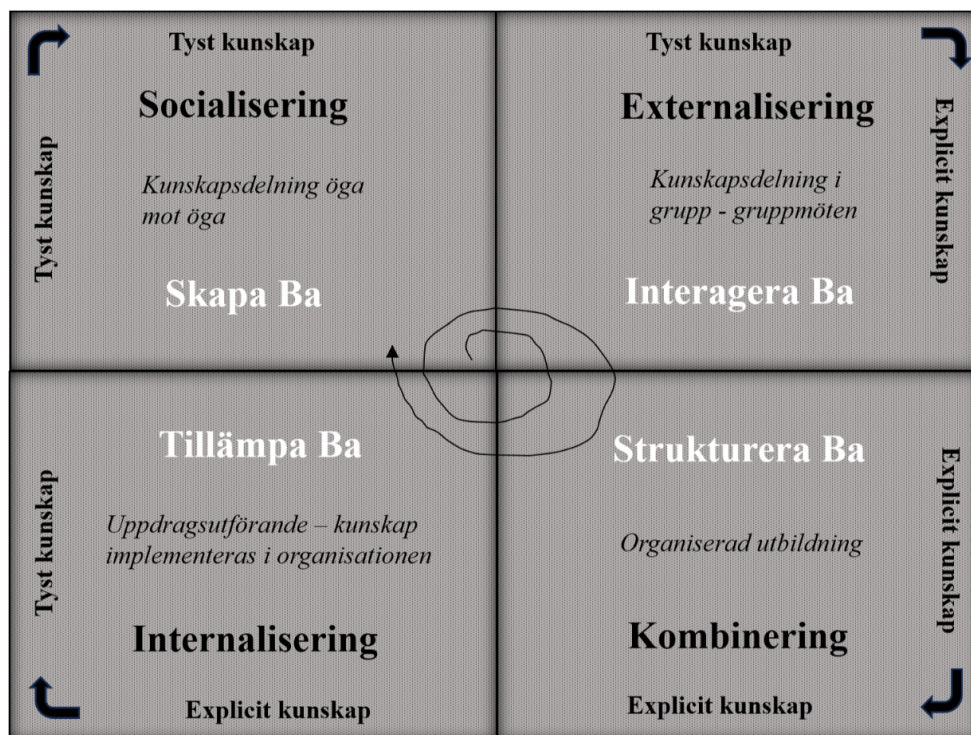 Tyst kunskap
Tyst kunskap
Socialisering
Kunskapsdelning öga
mot öga
Skapa Ba
Tyst kunskap
Explicit kunskap
Externalisering
Kunskapsdelning i
grupp - gruppmöten
Interagera Ba
Tyst kunskap
Tillämpa Ba
Uppdragsutförande – kunskap
implementeras i organisationen
Internalisering
Explicit kunskap
Explicit kunskap
Strukturera Ba
Organiserad utbildning
Kombinering
Explicit kunskap